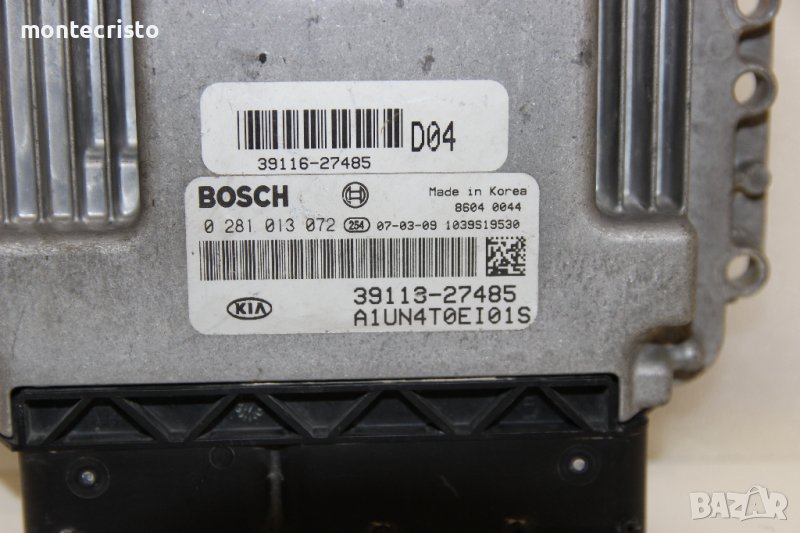 montecristo
D04
39116-27485
BOSCH
Made in Korea
8604 0044
0 281 013 072 254 07-03-09 1039S19530
39113-27485
KIA
A1UN4T0EI01S
BAZAR